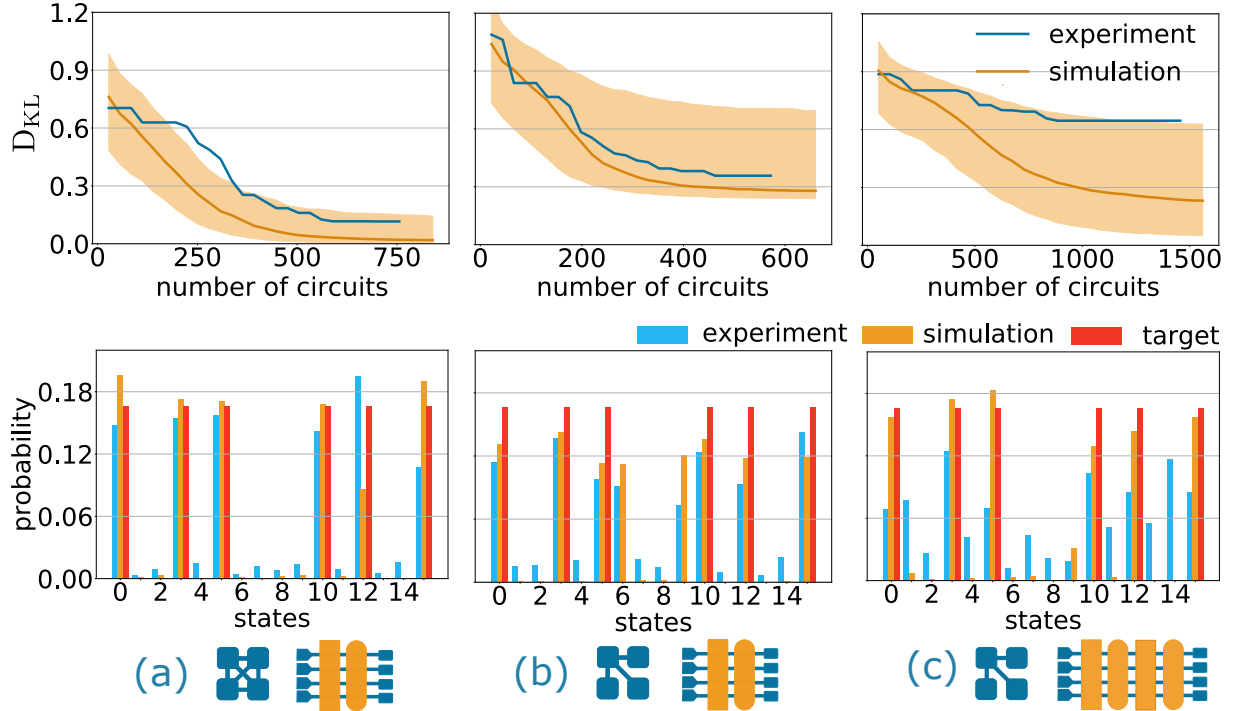 1.2
0.9
0.6
0.3
0.0
D_KL
0 250 500 750
number of circuits
0 200 400 600
number of circuits
experiment
simulation
0 500 1000 1500
number of circuits
experiment simulation target
0.18
0.12
0.06
0.00
probability
0 2 4 6 8 10 12 14
states
0 2 4 6 8 10 12 14
states
0 2 4 6 8 10 12 14
states
(a) (b) (c)